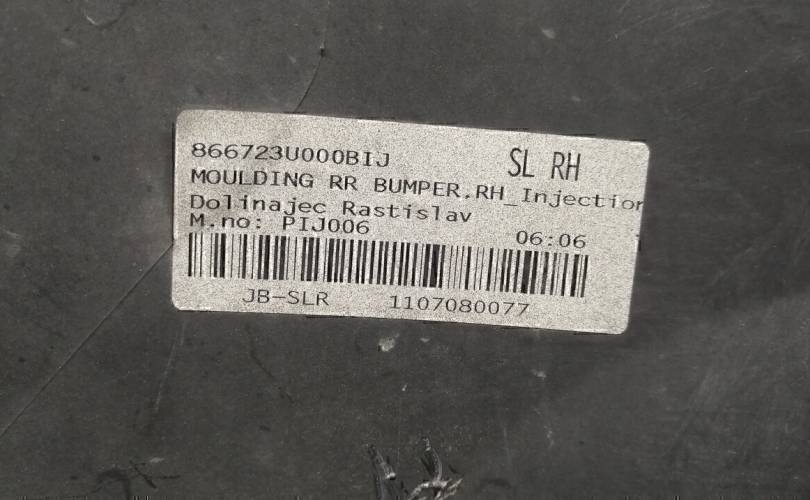 866723U000BIJ SL RH
MOULDING RR BUMPER.RH_Injection
Dolinajec Rastislav
M.no: PIJ006 06:06
JB-SLR 1107080077